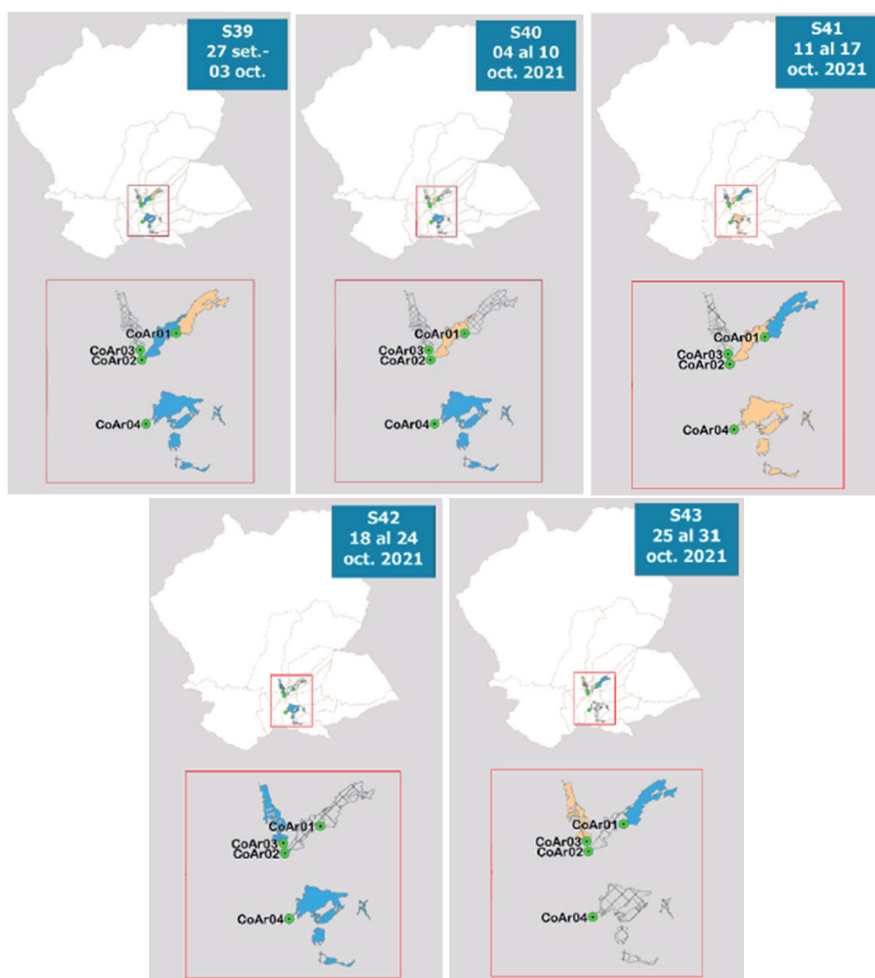 S39
27 set.-
03 oct.
CoAr01
CoAr03
CoAr02
CoAr04
S40
04 al 10
oct. 2021
CoAr01
CoAr03
CoAr02
CoAr04
S41
11 al 17
oct. 2021
CoAr01
CoAr03
CoAr02
CoAr04
S42
18 al 24
oct. 2021
CoAr01
CoAr03
CoAr02
CoAr04
S43
25 al 31
oct. 2021
CoAr01
CoAr03
CoAr02
CoAr04